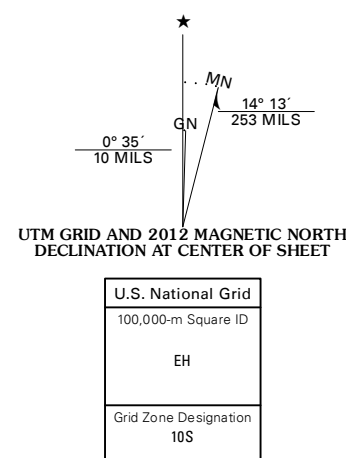 ★
MN
GN
14° 13´
253 MILS
0° 35´
10 MILS
UTM GRID AND 2012 MAGNETIC NORTH
DECLINATION AT CENTER OF SHEET
U.S. National Grid
100,000-m Square ID
EH
Grid Zone Designation
10S